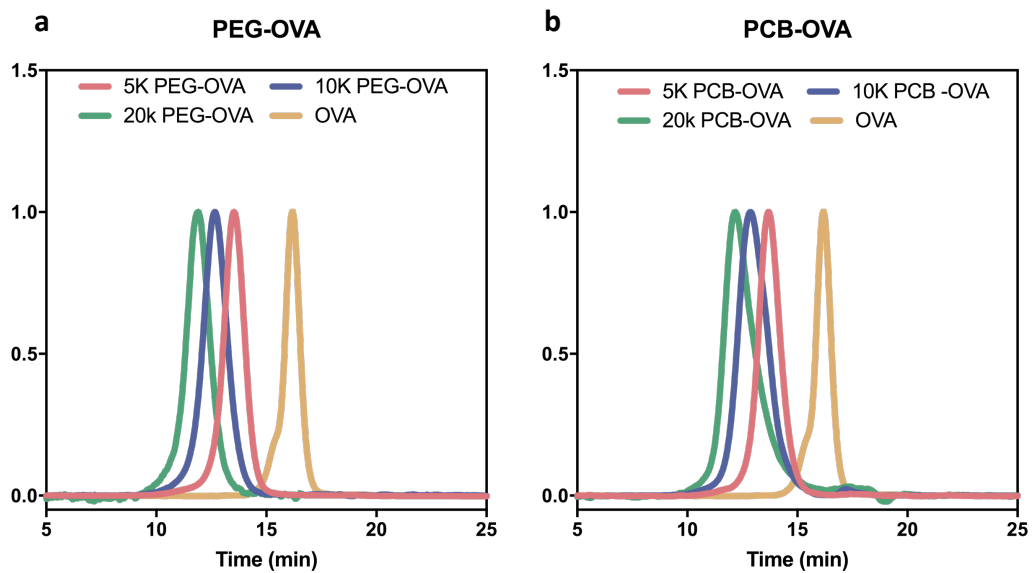 a
PEG-OVA
1.5
5K PEG-OVA
10K PEG-OVA
20k PEG-OVA
OVA
1.0
0.5
0.0
5
10
15
20
25
Time (min)
b
PCB-OVA
1.5
5K PCB-OVA
10K PCB -OVA
20k PCB-OVA
OVA
1.0
0.5
0.0
5
10
15
20
25
Time (min)